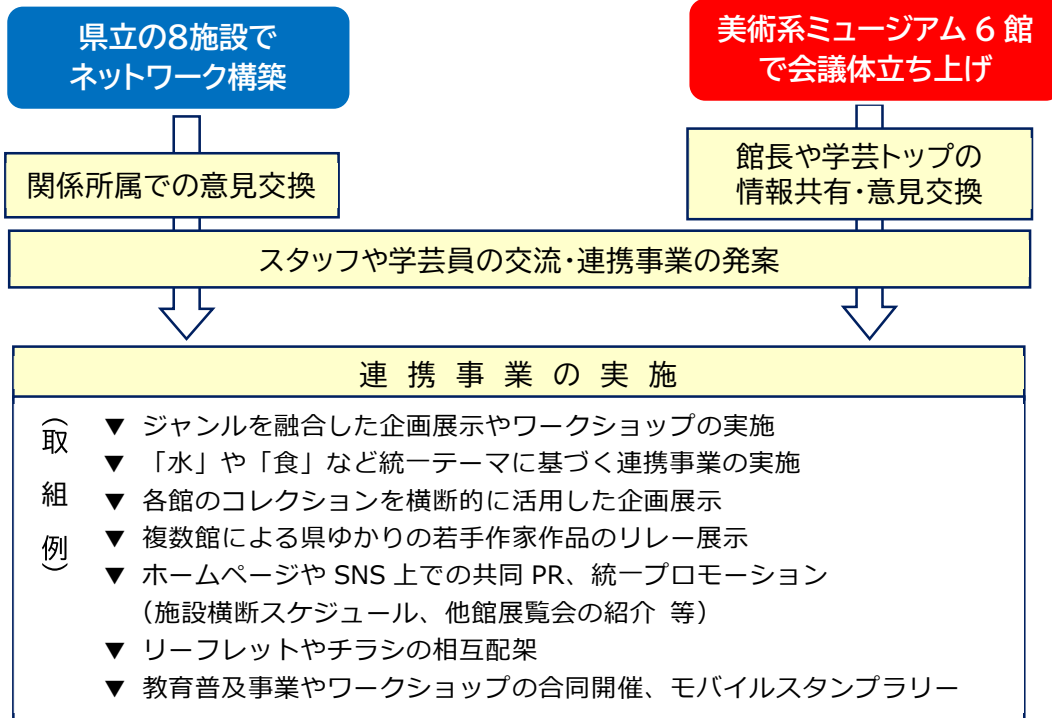 県立の8施設で
ネットワーク構築
美術系ミュージアム 6 館
で会議体立ち上げ
関係所属での意見交換
館長や学芸トップの
情報共有・意見交換
スタッフや学芸員の交流・連携事業の発案
連 携 事 業 の 実 施
（取 組 例）
▼ ジャンルを融合した企画展示やワークショップの実施
▼ 「水」や「食」など統一テーマに基づく連携事業の実施
▼ 各館のコレクションを横断的に活用した企画展示
▼ 複数館による県ゆかりの若手作家作品のリレー展示
▼ ホームページや SNS 上での共同 PR、統一プロモーション
（施設横断スケジュール、他館展覧会の紹介 等）
▼ リーフレットやチラシの相互配架
▼ 教育普及事業やワークショップの合同開催、モバイルスタンプラリー